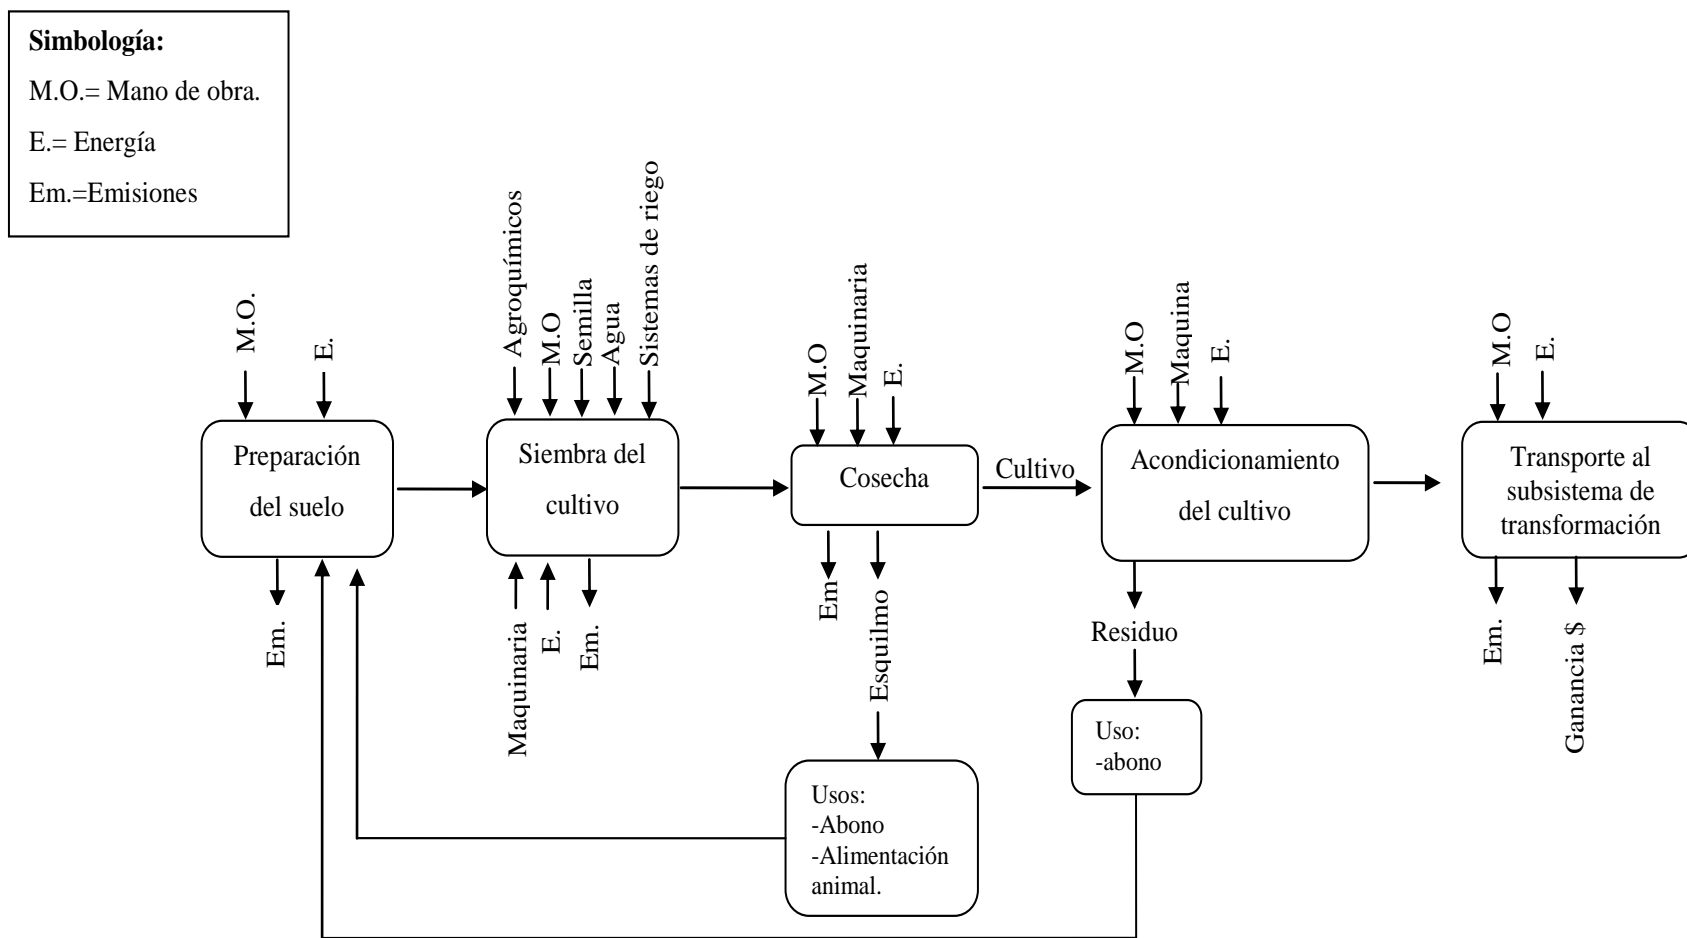 Simbología:
M.O.= Mano de obra.
E.= Energía
Em.=Emisiones
M.O.
E.
Agroquímicos
M.O
Semilla
Agua
Sistemas de riego
M.O
Maquinaria
E.
M.O
Maquina
E.
M.O
E.
Preparación
del suelo
Siembra del
cultivo
Cosecha
Cultivo
Acondicionamiento
del cultivo
Transporte al
subsistema de
transformación
Em.
Maquinaria
E.
Em.
Em
Esquilmo
Residuo
Em.
Ganancia $
Usos:
-Abono
-Alimentación
animal.
Uso:
-abono